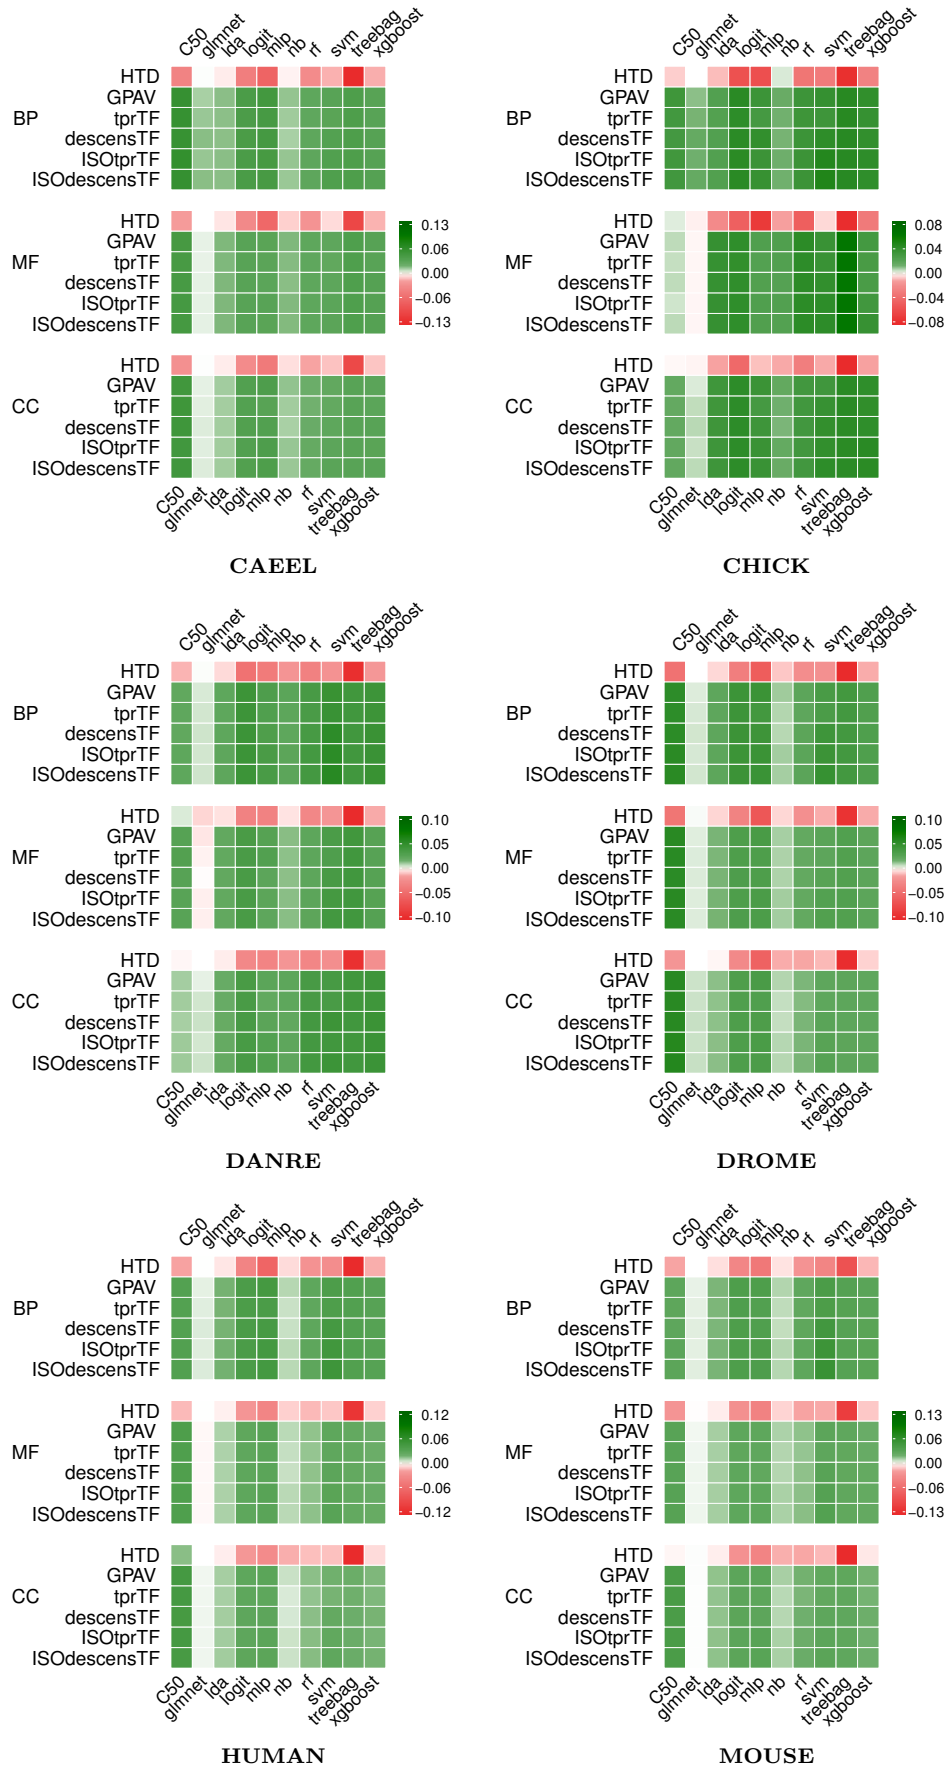 C50 glmnet lda logit mlp nb rf svm treebag xgboost
HTD
GPAV
BP tprTF
descensTF
ISOtprTF
ISOdescensTF
HTD
GPAV
MF tprTF
descensTF
ISOtprTF
ISOdescensTF
0.13
0.06
0.00
−0.06
−0.13
HTD
GPAV
CC tprTF
descensTF
ISOtprTF
ISOdescensTF
C50 glmnet lda logit mlp nb rf svm treebag xgboost
CAEEL
C50 glmnet lda logit mlp nb rf svm treebag xgboost
HTD
GPAV
BP tprTF
descensTF
ISOtprTF
ISOdescensTF
HTD
GPAV
MF tprTF
descensTF
ISOtprTF
ISOdescensTF
0.08
0.04
0.00
−0.04
−0.08
HTD
GPAV
CC tprTF
descensTF
ISOtprTF
ISOdescensTF
C50 glmnet lda logit mlp nb rf svm treebag xgboost
CHICK
C50 glmnet lda logit mlp nb rf svm treebag xgboost
HTD
GPAV
BP tprTF
descensTF
ISOtprTF
ISOdescensTF
HTD
GPAV
MF tprTF
descensTF
ISOtprTF
ISOdescensTF
0.10
0.05
0.00
−0.05
−0.10
HTD
GPAV
CC tprTF
descensTF
ISOtprTF
ISOdescensTF
C50 glmnet lda logit mlp nb rf svm treebag xgboost
DANRE
C50 glmnet lda logit mlp nb rf svm treebag xgboost
HTD
GPAV
BP tprTF
descensTF
ISOtprTF
ISOdescensTF
HTD
GPAV
MF tprTF
descensTF
ISOtprTF
ISOdescensTF
0.10
0.05
0.00
−0.05
−0.10
HTD
GPAV
CC tprTF
descensTF
ISOtprTF
ISOdescensTF
C50 glmnet lda logit mlp nb rf svm treebag xgboost
DROME
C50 glmnet lda logit mlp nb rf svm treebag xgboost
HTD
GPAV
BP tprTF
descensTF
ISOtprTF
ISOdescensTF
HTD
GPAV
MF tprTF
descensTF
ISOtprTF
ISOdescensTF
0.12
0.06
0.00
−0.06
−0.12
HTD
GPAV
CC tprTF
descensTF
ISOtprTF
ISOdescensTF
C50 glmnet lda logit mlp nb rf svm treebag xgboost
HUMAN
C50 glmnet lda logit mlp nb rf svm treebag xgboost
HTD
GPAV
BP tprTF
descensTF
ISOtprTF
ISOdescensTF
HTD
GPAV
MF tprTF
descensTF
ISOtprTF
ISOdescensTF
0.13
0.06
0.00
−0.06
−0.13
HTD
GPAV
CC tprTF
descensTF
ISOtprTF
ISOdescensTF
C50 glmnet lda logit mlp nb rf svm treebag xgboost
MOUSE